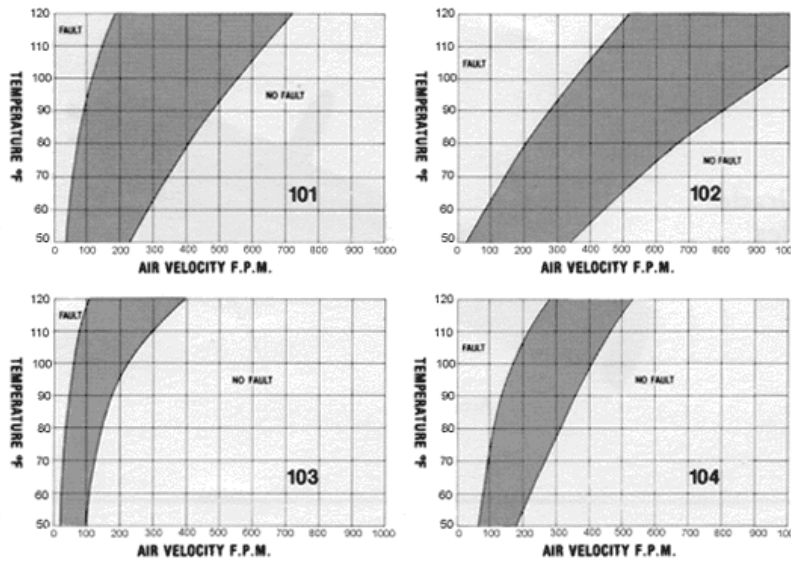 120
FAULT
110
100
NO FAULT
90
80
70
60
101
50
0 100 200 300 400 500 600 700 800 900 1000
AIR VELOCITY F.P.M.
TEMPERATURE °F
120
110
FAULT
100
90
80
NO FAULT
70
60
102
50
0 100 200 300 400 500 600 700 800 900 100
AIR VELOCITY F.P.M.
TEMPERATURE °F
120
FAULT
110
100
NO FAULT
90
80
70
60
103
50
0 100 200 300 400 500 600 700 800 900 1000
AIR VELOCITY F.P.M.
TEMPERATURE °F
120
110
FAULT
100
NO FAULT
90
80
70
60
104
50
0 100 200 300 400 500 600 700 800 900 100
AIR VELOCITY F.P.M.
TEMPERATURE °F